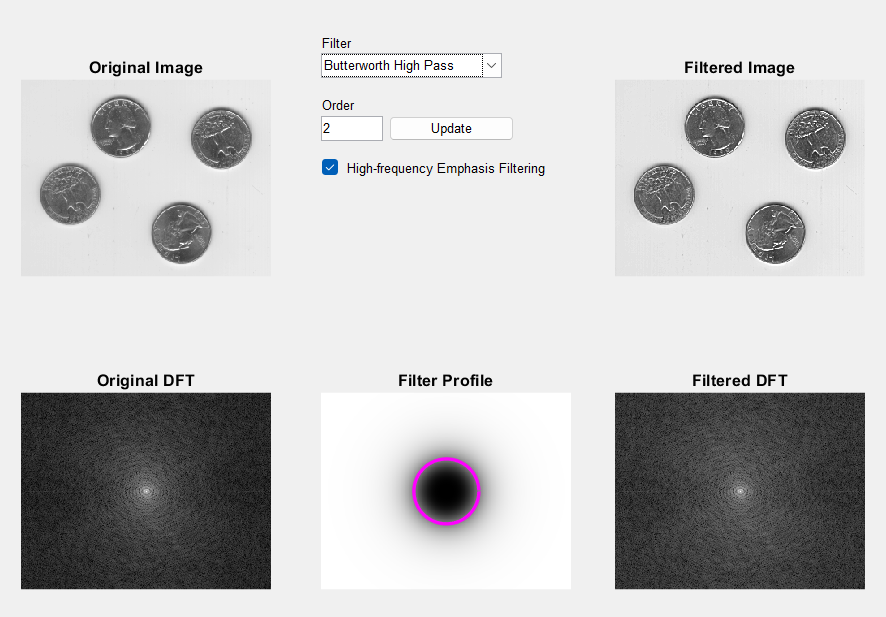 Filter
Butterworth High Pass
Original Image
Filtered Image
Order
2
Update
High-frequency Emphasis Filtering
Original DFT
Filter Profile
Filtered DFT